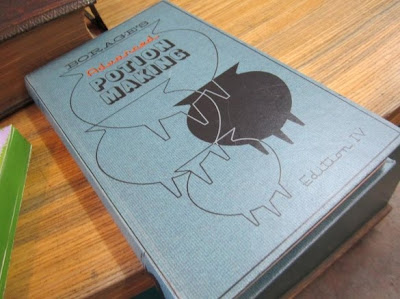 BORAGE'S
Advanced
POTION
MAKING
Edition IV